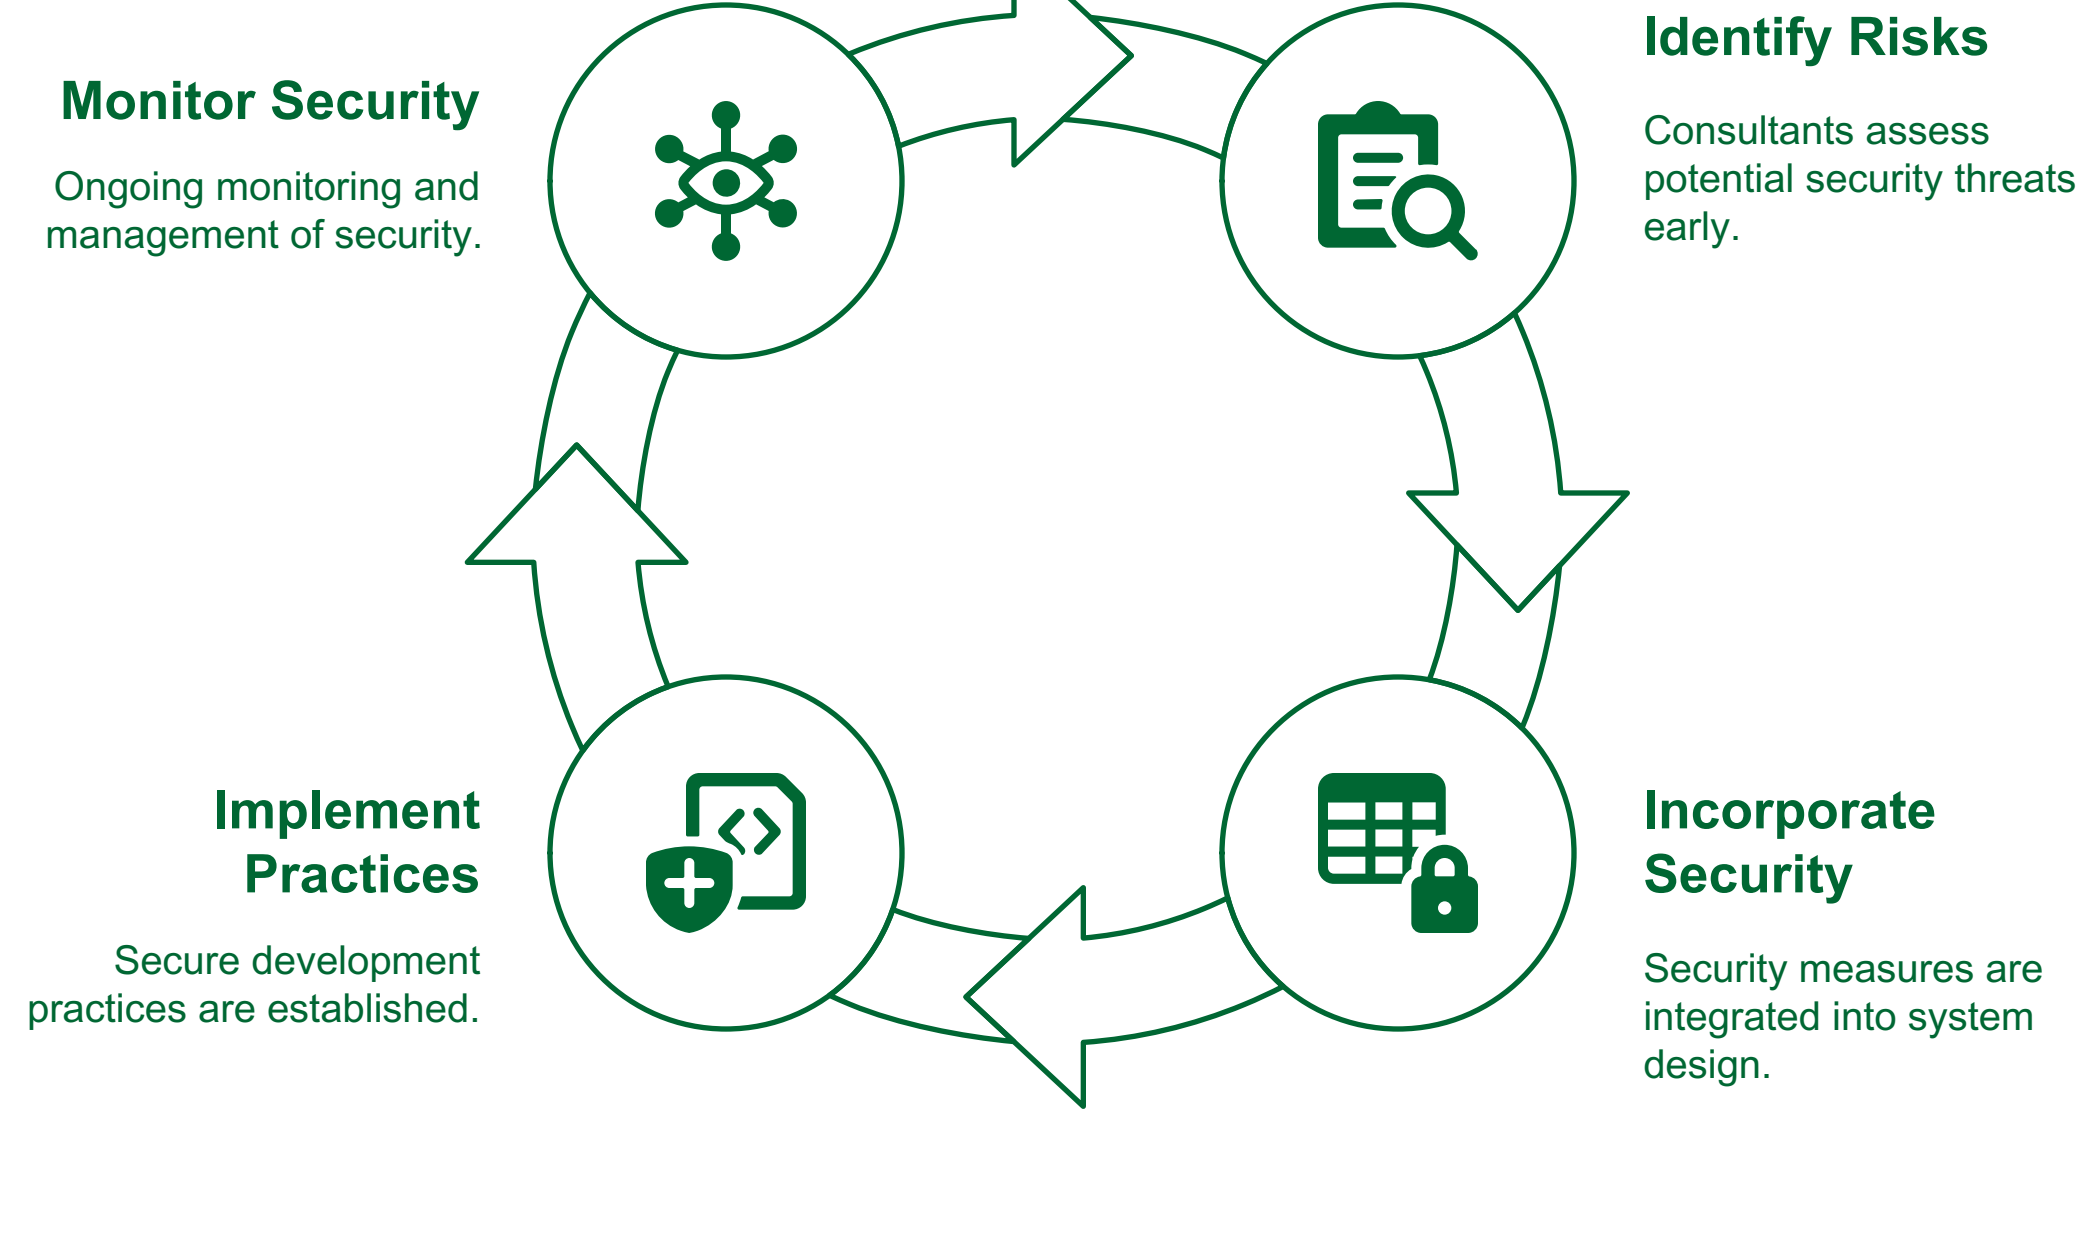 Identify Risks
Consultants assess
potential security threats
early.
Monitor Security
Ongoing monitoring and
management of security.
Implement
Practices
Secure development
practices are established.
Incorporate
Security
Security measures are
integrated into system
design.